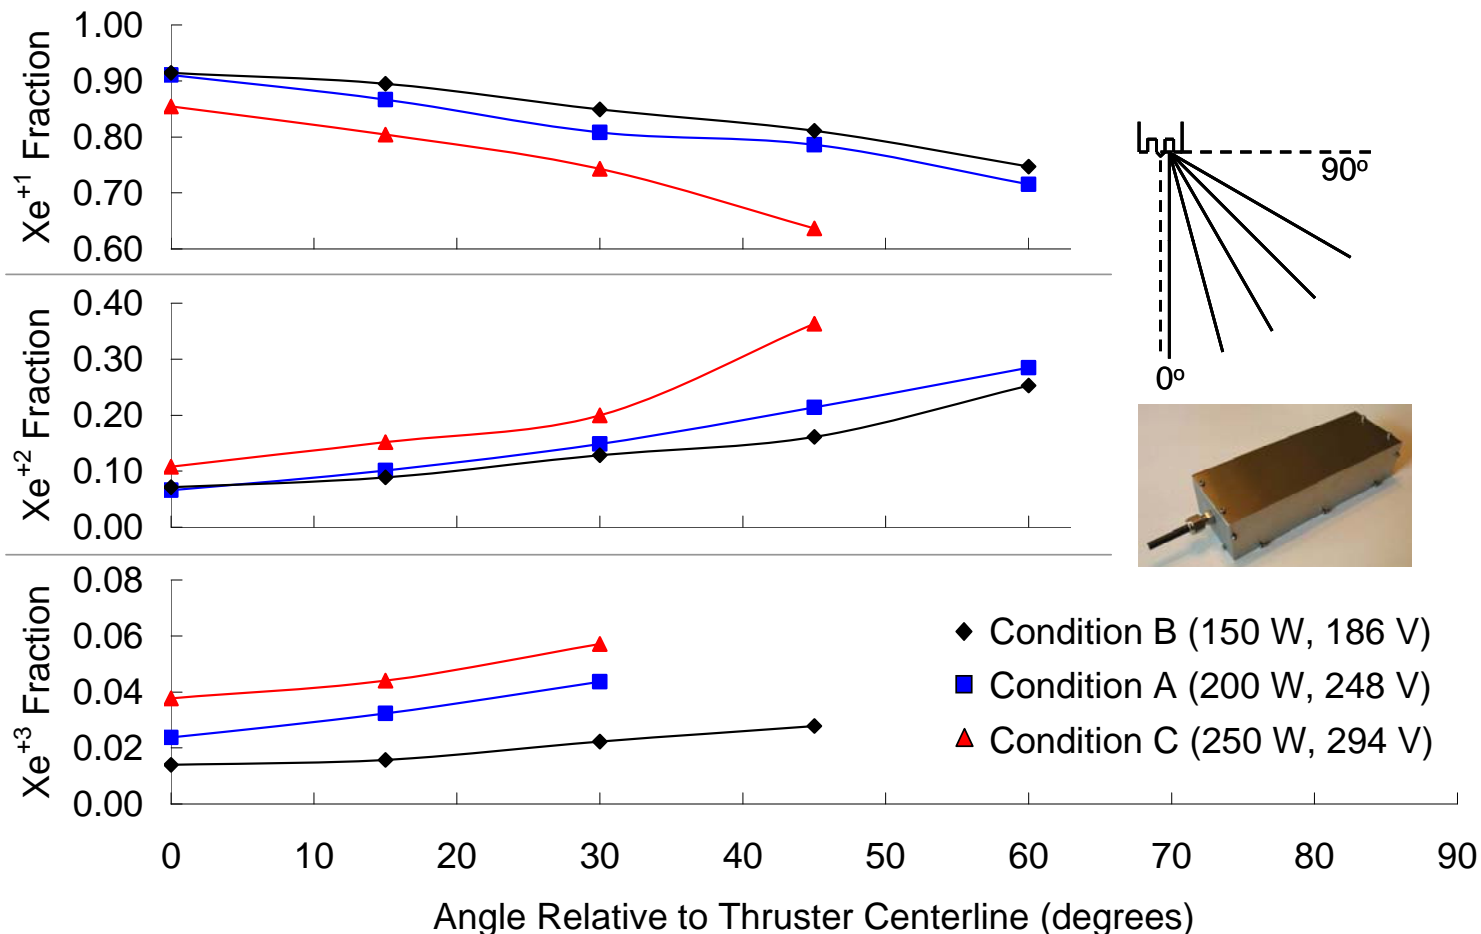 1.00
0.90
0.80
0.70
0.60
Xe+1 Fraction
0.40
0.30
0.20
0.10
0.00
Xe+2 Fraction
0.08
0.06
0.04
0.02
0.00
Xe+3 Fraction
0 10 20 30 40 50 60 70 80 90
Angle Relative to Thruster Centerline (degrees)
90º
0º
Condition B (150 W, 186 V)
Condition A (200 W, 248 V)
Condition C (250 W, 294 V)